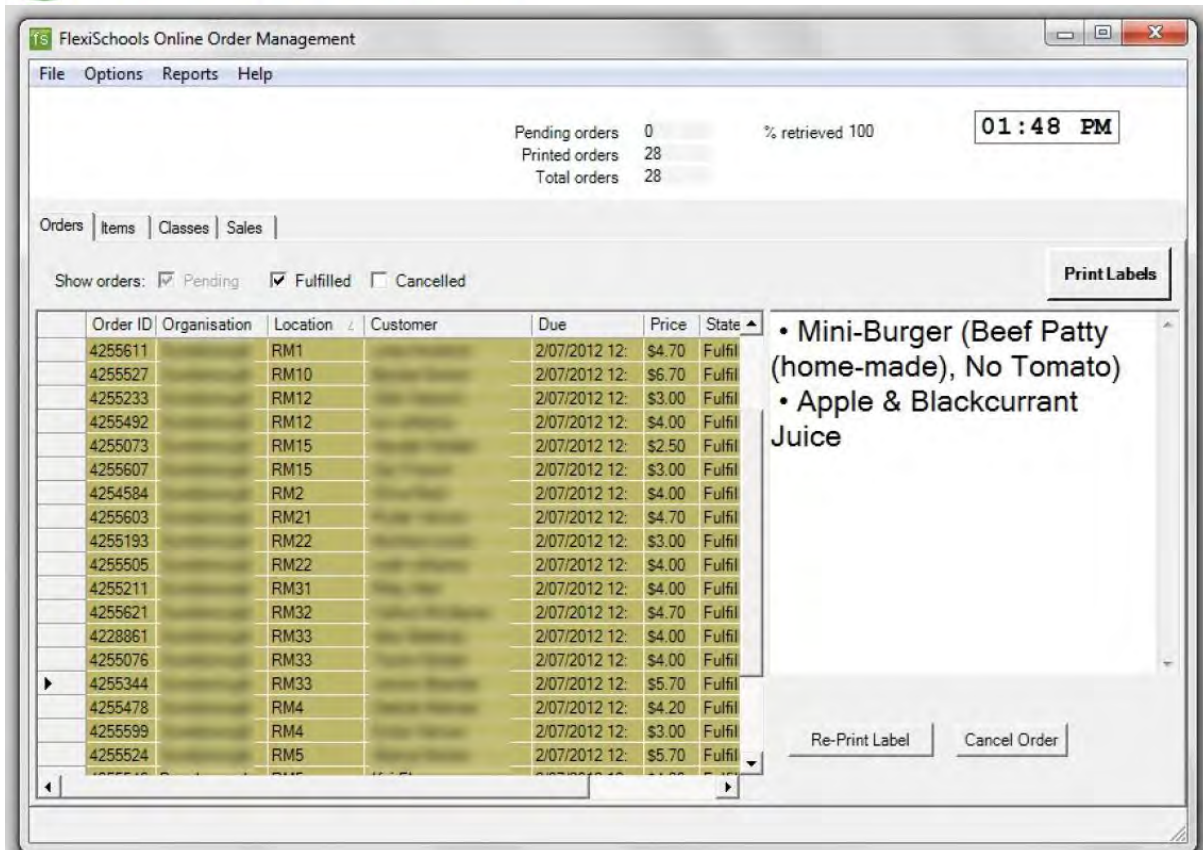 fs FlexiSchools Online Order Management
File Options Reports Help
Pending orders 0 % retrieved 100 01:48 PM
Printed orders 28
Total orders 28
Orders Items Classes Sales
Show orders: Pending Fulfilled Cancelled Print Labels
Order ID Organisation Location Customer Due Price State
4255611 RM1 2/07/2012 12: $4.70 Fulfil
4255527 RM10 2/07/2012 12: $6.70 Fulfil
4255233 RM12 2/07/2012 12: $3.00 Fulfil
4255492 RM12 2/07/2012 12: $4.00 Fulfil
4255073 RM15 2/07/2012 12: $2.50 Fulfil
4255607 RM15 2/07/2012 12: $3.00 Fulfil
4254584 RM2 2/07/2012 12: $4.00 Fulfil
4255603 RM21 2/07/2012 12: $4.70 Fulfil
4255193 RM22 2/07/2012 12: $3.00 Fulfil
4255505 RM22 2/07/2012 12: $4.00 Fulfil
4255211 RM31 2/07/2012 12: $4.00 Fulfil
4255621 RM32 2/07/2012 12: $4.70 Fulfil
4228861 RM33 2/07/2012 12: $4.00 Fulfil
4255076 RM33 2/07/2012 12: $4.00 Fulfil
4255344 RM33 2/07/2012 12: $5.70 Fulfil
4255478 RM4 2/07/2012 12: $4.20 Fulfil
4255599 RM4 2/07/2012 12: $3.00 Fulfil
4255524 RM5 2/07/2012 12: $5.70 Fulfil
• Mini-Burger (Beef Patty
(home-made), No Tomato)
• Apple & Blackcurrant
Juice
Re-Print Label Cancel Order